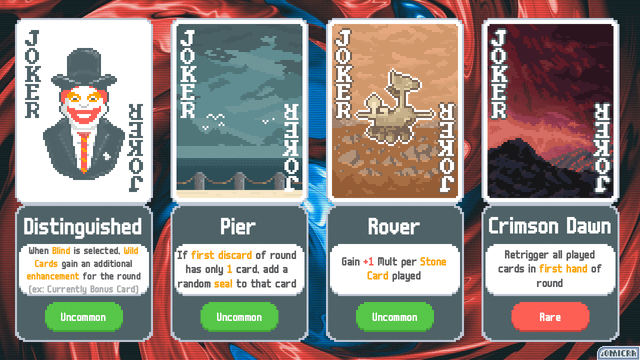 JOKER
JOKER
JOKER
JOKER
JOKER
JOKER
JOKER
JOKER
Distinguished
When Blind is selected, Wild
Cards gain an additional
enhancement for the round
(ex: Currently Bonus Card)
Uncommon
Pier
If first discard of round
has only 1 card, add a
random seal to that card
Uncommon
Rover
Gain +1 Mult per Stone
Card played
Uncommon
Crimson Dawn
Retrigger all played
cards in first hand of
round
Rare